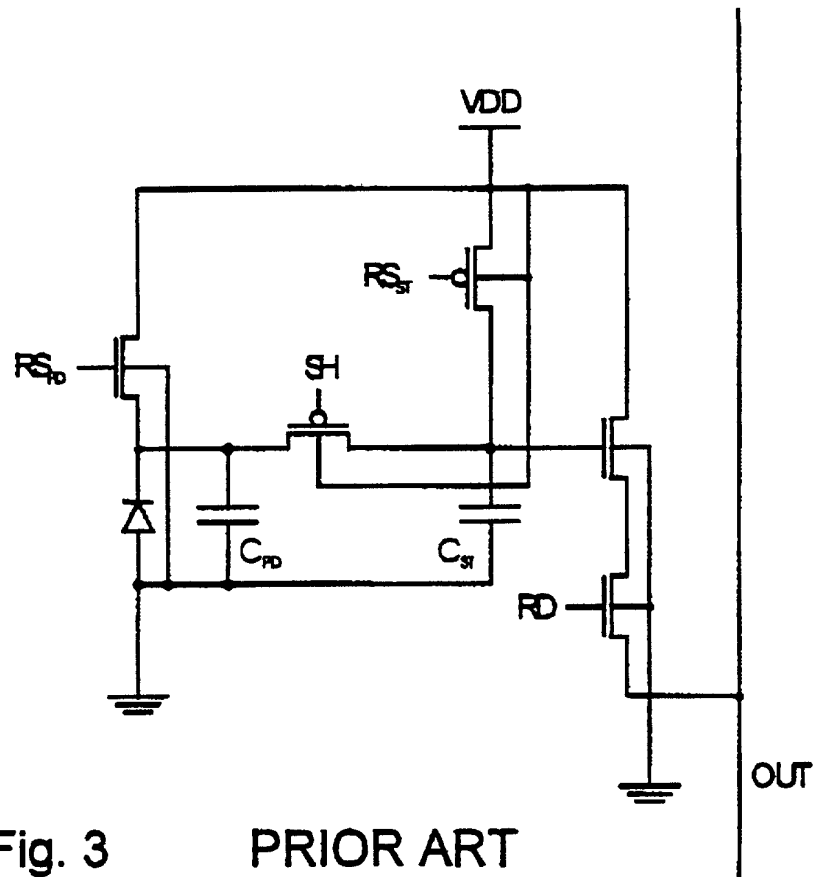 VDD
RS_ST
RS_PD
SH
C_PD
C_ST
RD
OUT
Fig. 3 PRIOR ART